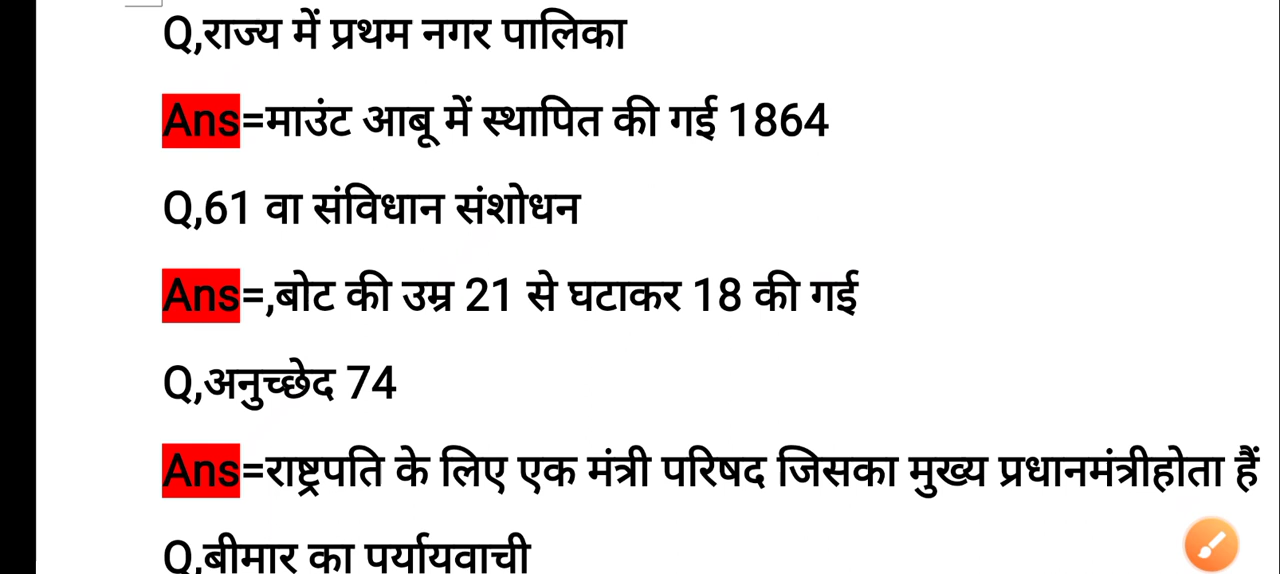 Q,राज्य में प्रथम नगर पालिका
Ans=माउंट आबू में स्थापित की गई 1864
Q,61 वा संविधान संशोधन
Ans=,बोट की उम्र 21 से घटाकर 18 की गई
Q,अनुच्छेद 74
Ans=राष्ट्रपति के लिए एक मंत्री परिषद जिसका मुख्य प्रधानमंत्रीहोता हैं
Q,बीमार का पर्यायवाची